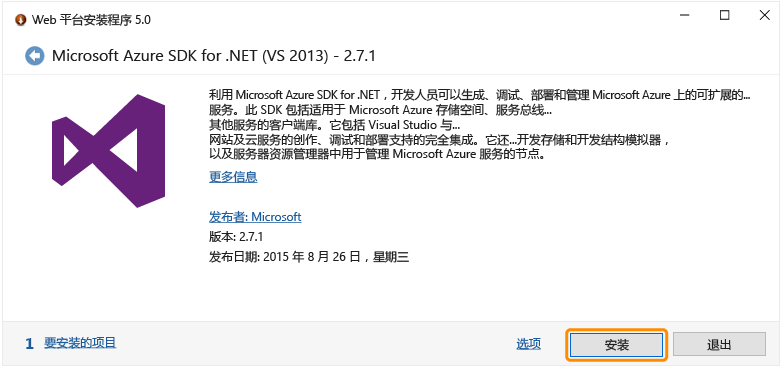 Web 平台安装程序 5.0
Microsoft Azure SDK for .NET (VS 2013) - 2.7.1
利用 Microsoft Azure SDK for .NET，开发人员可以生成、调试、部署和管理 Microsoft Azure 上的可扩展的...
服务。此 SDK 包括适用于 Microsoft Azure 存储空间、服务总线...
其他服务的客户端库。它包括 Visual Studio 与...
网站及云服务的创作、调试和部署支持的完全集成。它还...开发存储和开发结构模拟器，
以及服务器资源管理器中用于管理 Microsoft Azure 服务的节点。
更多信息
发布者: Microsoft
版本: 2.7.1
发布日期: 2015 年 8 月 26 日，星期三
1 要安装的项目 选项 安装 退出